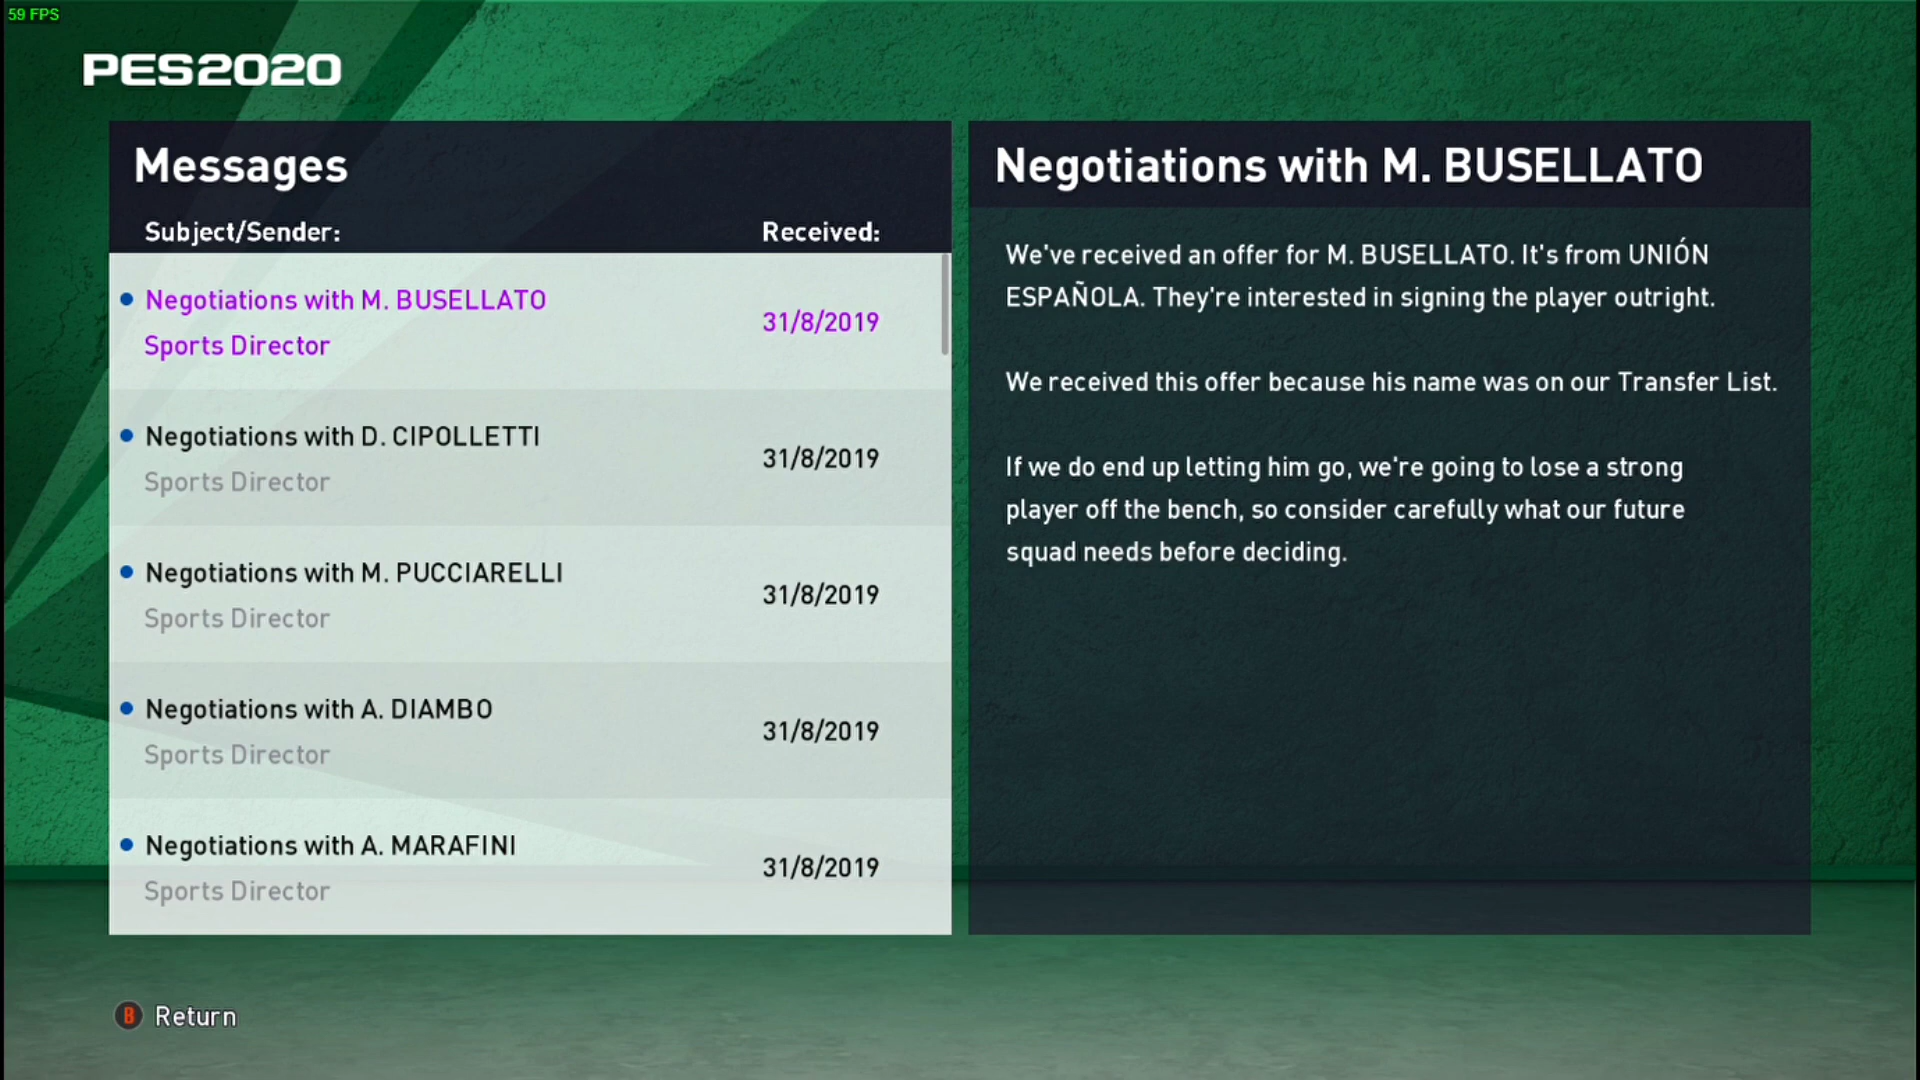 59 FPS
PES2020
Messages
Subject/Sender: Received:
Negotiations with M. BUSELLATO
Sports Director
31/8/2019
Negotiations with D. CIPOLLETTI
Sports Director
31/8/2019
Negotiations with M. PUCCIARELLI
Sports Director
31/8/2019
Negotiations with A. DIAMBO
Sports Director
31/8/2019
Negotiations with A. MARAFINI
Sports Director
31/8/2019
Negotiations with M. BUSELLATO
We've received an offer for M. BUSELLATO. It's from UNIÓN
ESPAÑOLA. They're interested in signing the player outright.
We received this offer because his name was on our Transfer List.
If we do end up letting him go, we're going to lose a strong
player off the bench, so consider carefully what our future
squad needs before deciding.
B Return